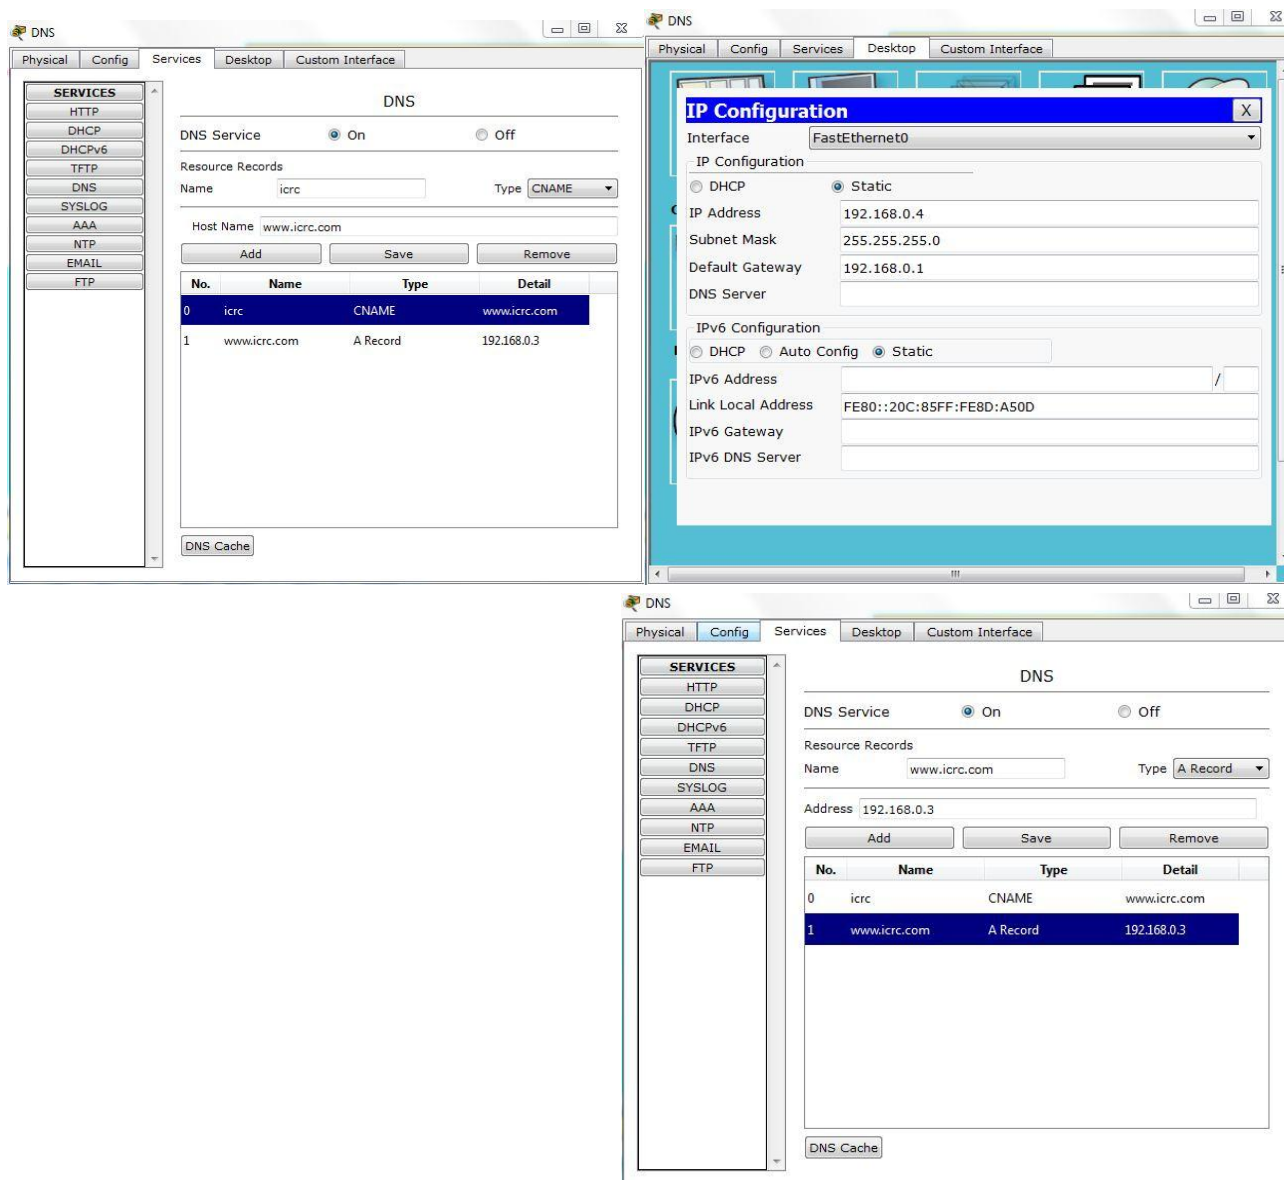 DNS
Physical Config Services Desktop Custom Interface
SERVICES
HTTP
DHCP
DHCPv6
TFTP
DNS
SYSLOG
AAA
NTP
EMAIL
FTP
DNS
DNS Service On Off
Resource Records
Name icrc Type CNAME
Host Name www.icrc.com
Add Save Remove
No. Name Type Detail
0 icrc CNAME www.icrc.com
1 www.icrc.com A Record 192.168.0.3
DNS Cache
DNS
Physical Config Services Desktop Custom Interface
IP Configuration X
Interface FastEthernet0
IP Configuration
DHCP Static
IP Address 192.168.0.4
Subnet Mask 255.255.255.0
Default Gateway 192.168.0.1
DNS Server
IPv6 Configuration
DHCP Auto Config Static
IPv6 Address /
Link Local Address FE80::20C:85FF:FE8D:A50D
IPv6 Gateway
IPv6 DNS Server
DNS
Physical Config Services Desktop Custom Interface
SERVICES
HTTP
DHCP
DHCPv6
TFTP
DNS
SYSLOG
AAA
NTP
EMAIL
FTP
DNS
DNS Service On Off
Resource Records
Name www.icrc.com Type A Record
Address 192.168.0.3
Add Save Remove
No. Name Type Detail
0 icrc CNAME www.icrc.com
1 www.icrc.com A Record 192.168.0.3
DNS Cache